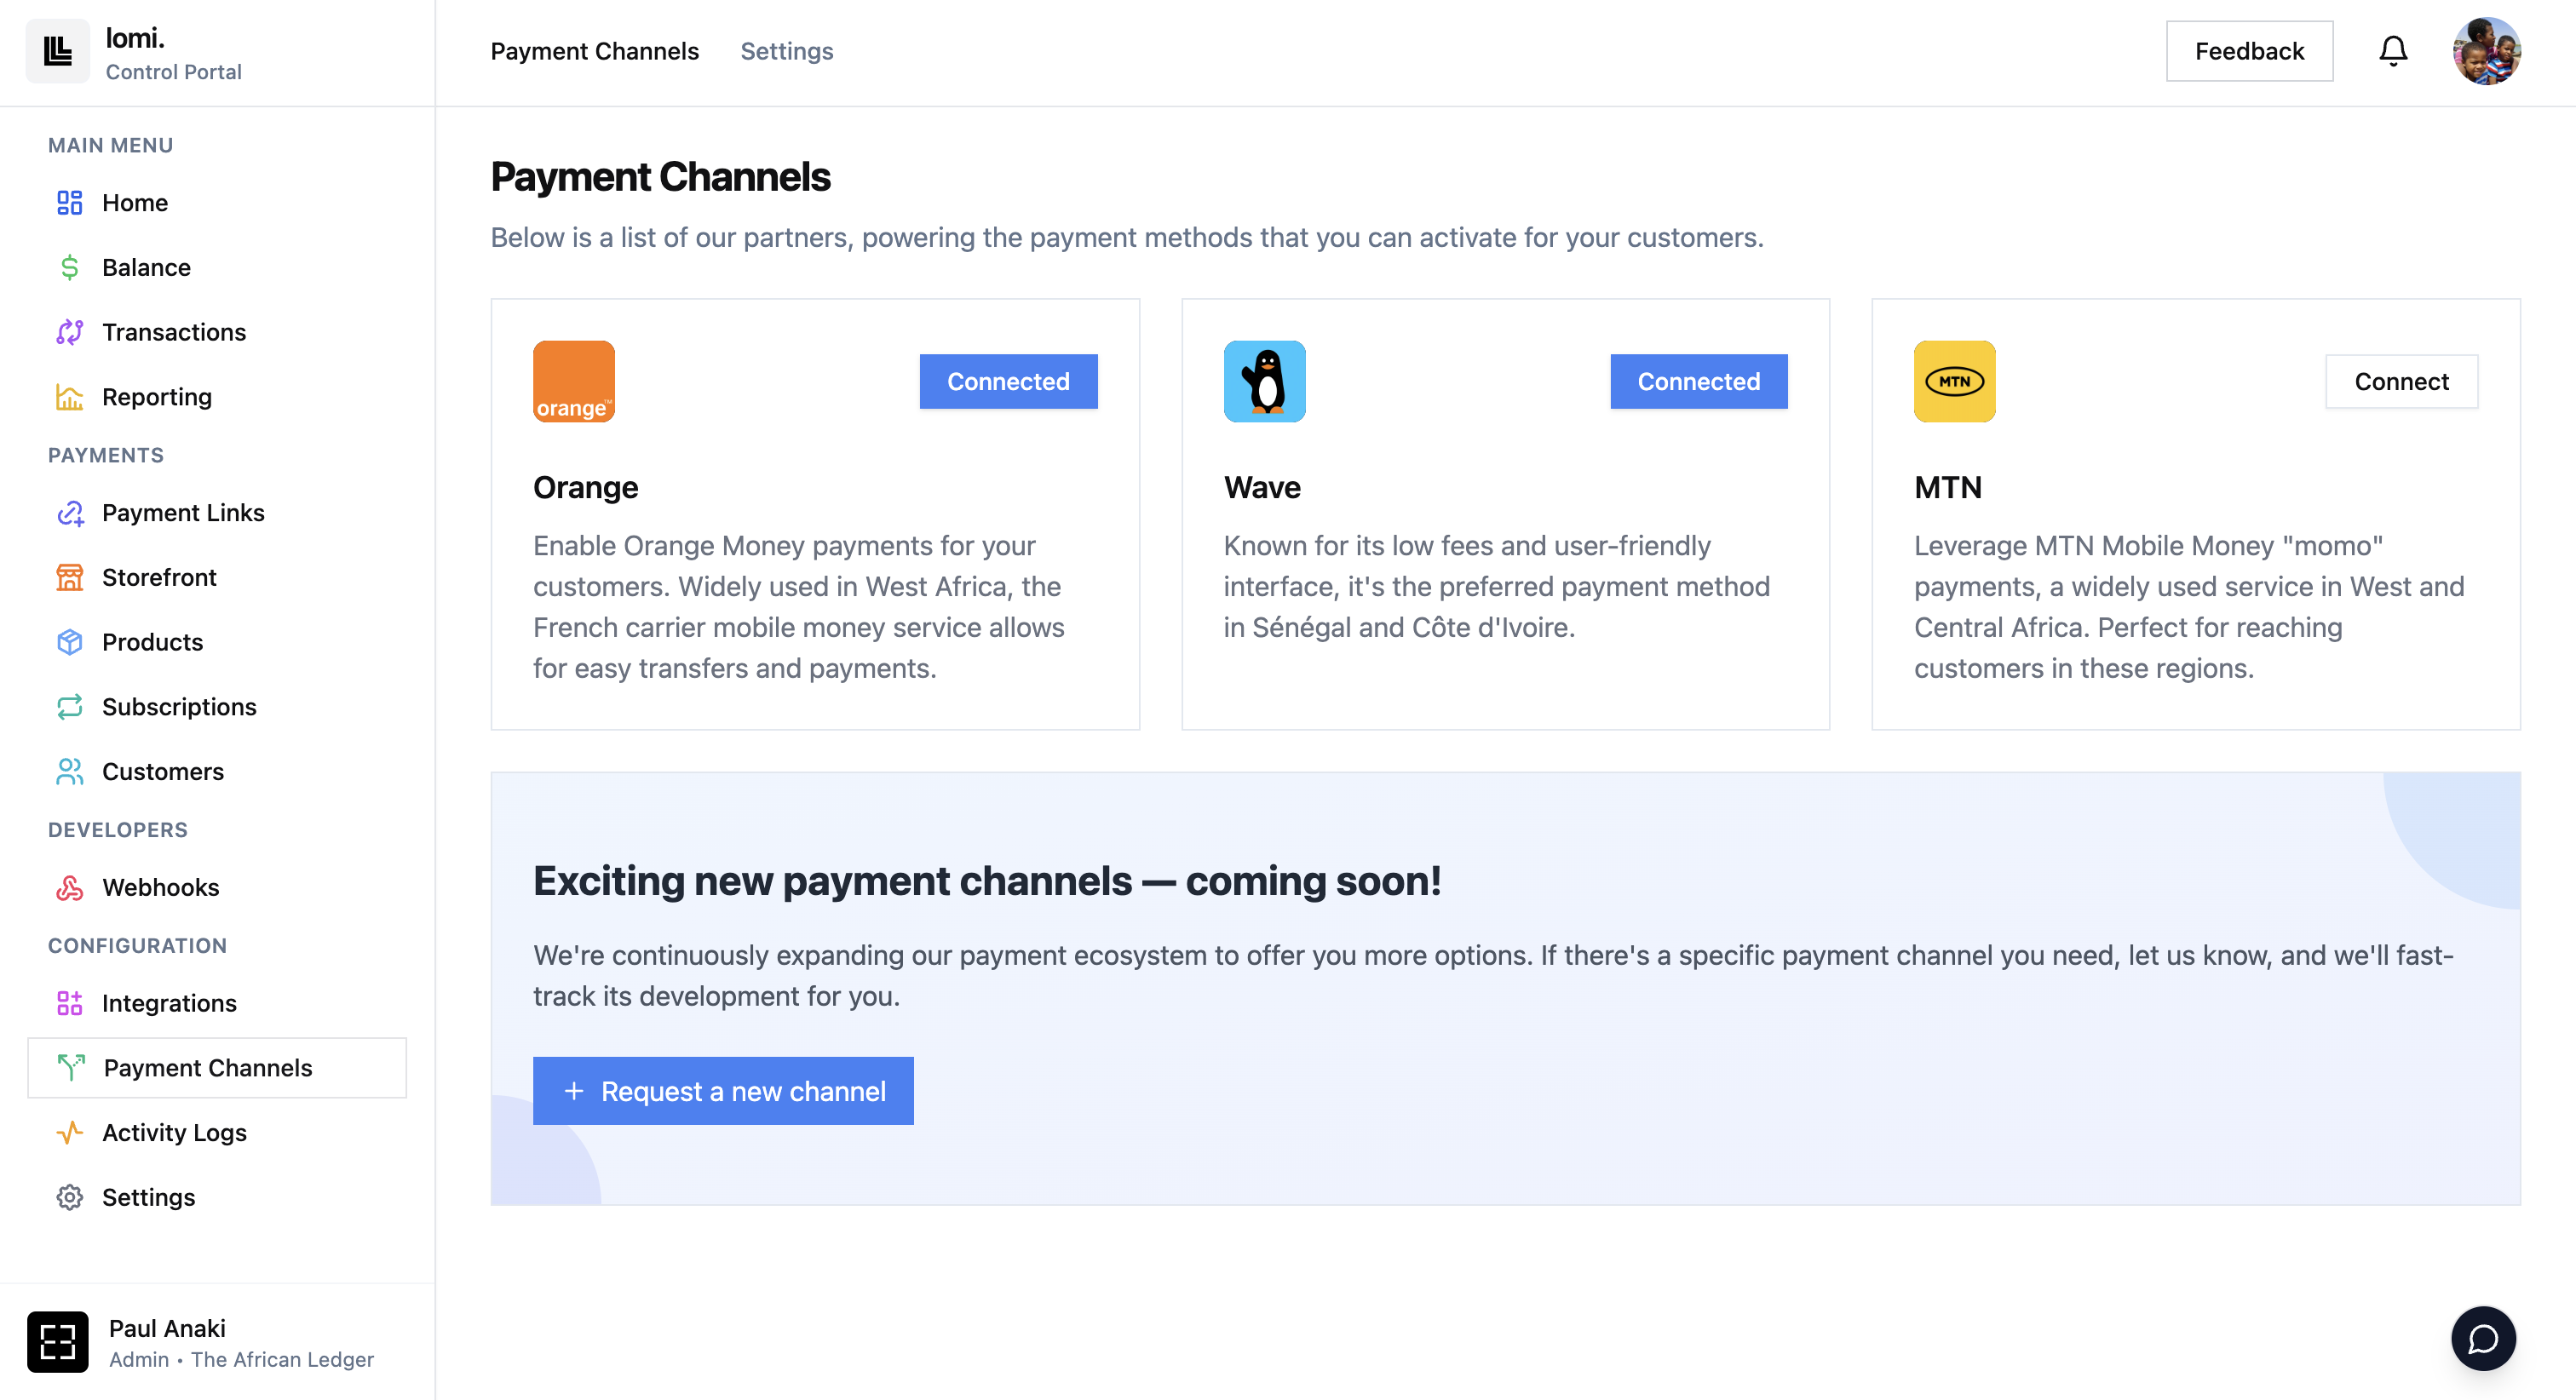 lomi.
Control Portal
Payment Channels
Settings
Feedback
MAIN MENU
Home
Balance
Transactions
Reporting
PAYMENTS
Payment Links
Storefront
Products
Subscriptions
Customers
DEVELOPERS
Webhooks
CONFIGURATION
Integrations
Payment Channels
Activity Logs
Settings
Paul Anaki
Admin • The African Ledger
Payment Channels
Below is a list of our partners, powering the payment methods that you can activate for your customers.
orange™
Connected
Orange
Enable Orange Money payments for your
customers. Widely used in West Africa, the
French carrier mobile money service allows
for easy transfers and payments.
Connected
Wave
Known for its low fees and user-friendly
interface, it's the preferred payment method
in Sénégal and Côte d'Ivoire.
MTN
Connect
MTN
Leverage MTN Mobile Money "momo"
payments, a widely used service in West and
Central Africa. Perfect for reaching
customers in these regions.
Exciting new payment channels — coming soon!
We're continuously expanding our payment ecosystem to offer you more options. If there's a specific payment channel you need, let us know, and we'll fast-
track its development for you.
+ Request a new channel